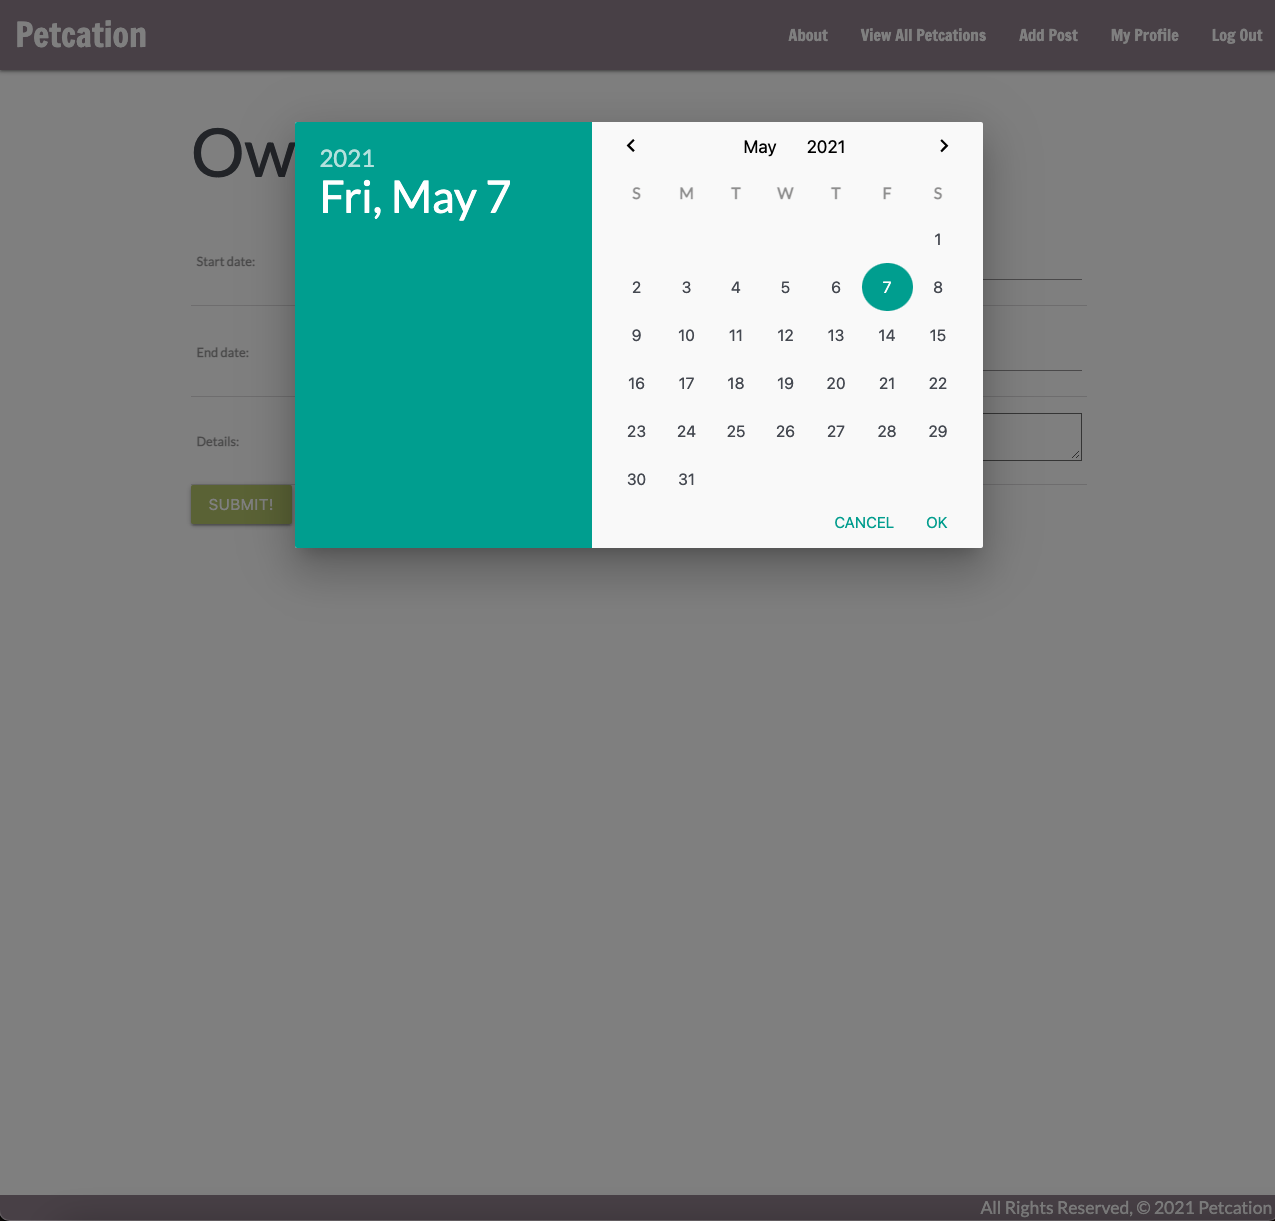 Petcation
About View All Petcations Add Post My Profile Log Out
Ow
2021
Fri, May 7
May 2021
S M T W T F S
1
2 3 4 5 6 7 8
9 10 11 12 13 14 15
16 17 18 19 20 21 22
23 24 25 26 27 28 29
30 31
CANCEL OK
Start date:
End date:
Details:
SUBMIT!
All Rights Reserved, © 2021 Petcation